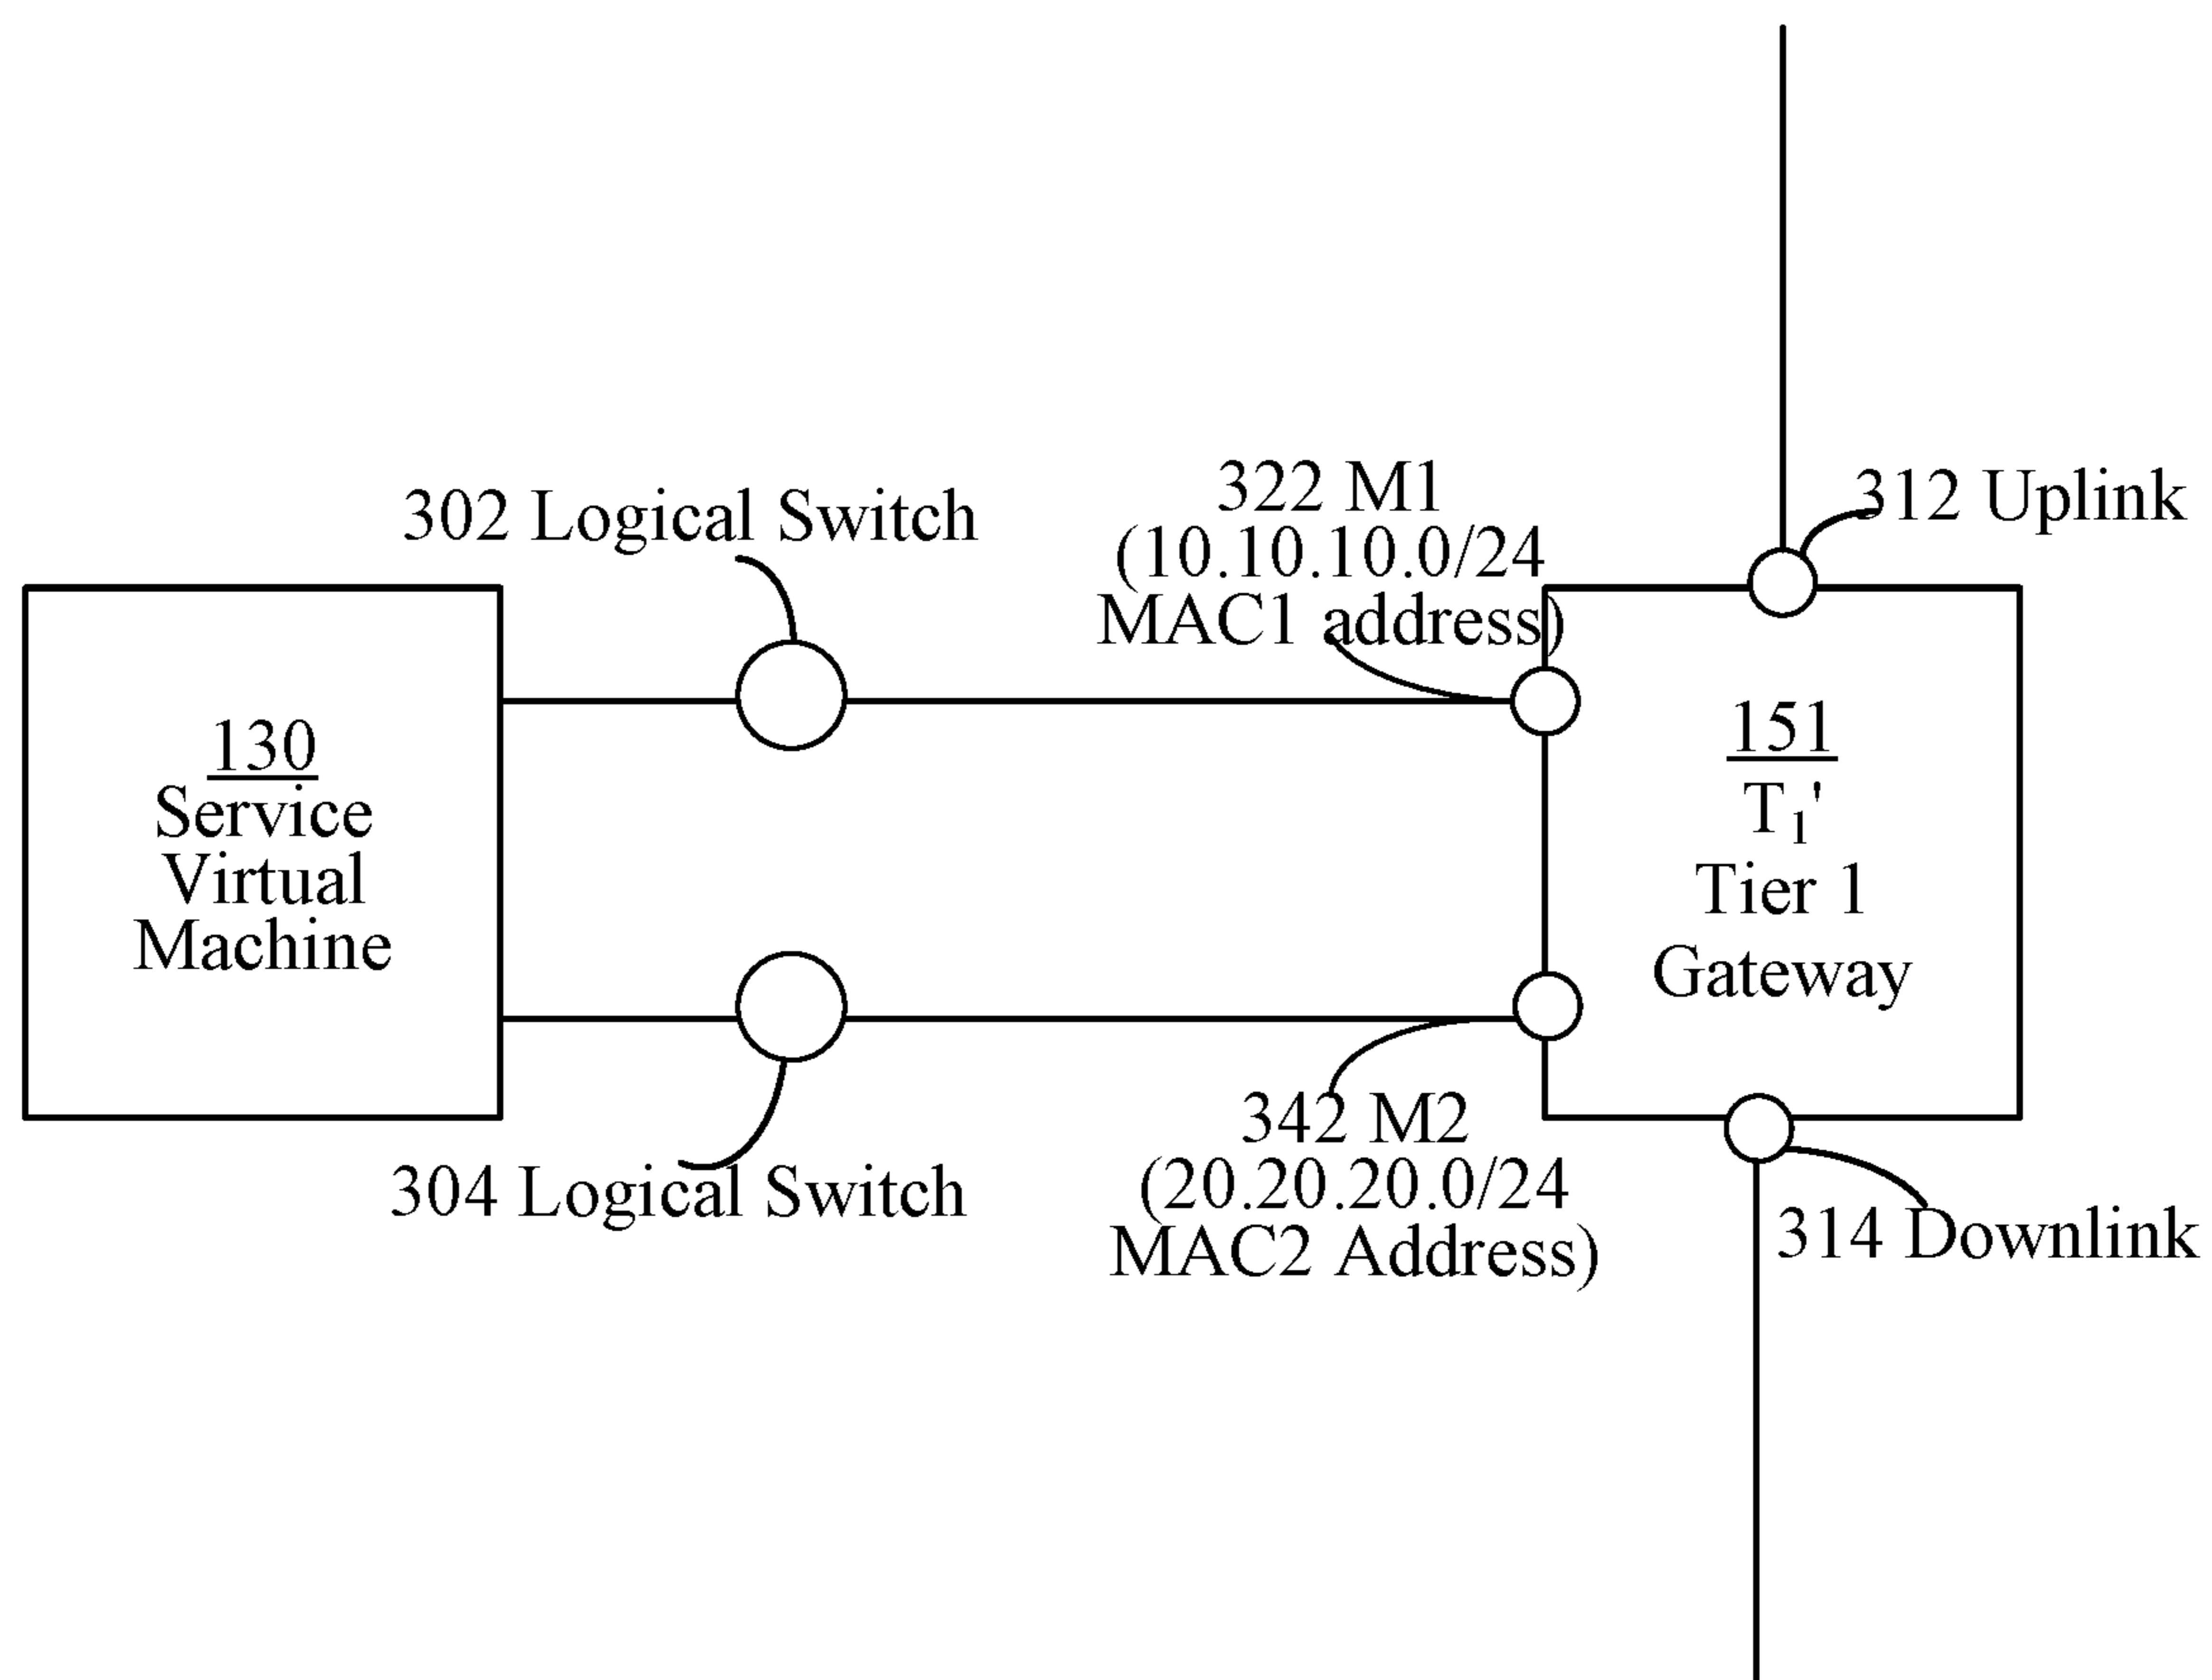 322 M1
(10.10.10.0/24
MAC1 address)
312 Uplink
302 Logical Switch
130
Service
Virtual
Machine
151
T₁'
Tier 1
Gateway
342 M2
(20.20.20.0/24
MAC2 Address)
304 Logical Switch
314 Downlink